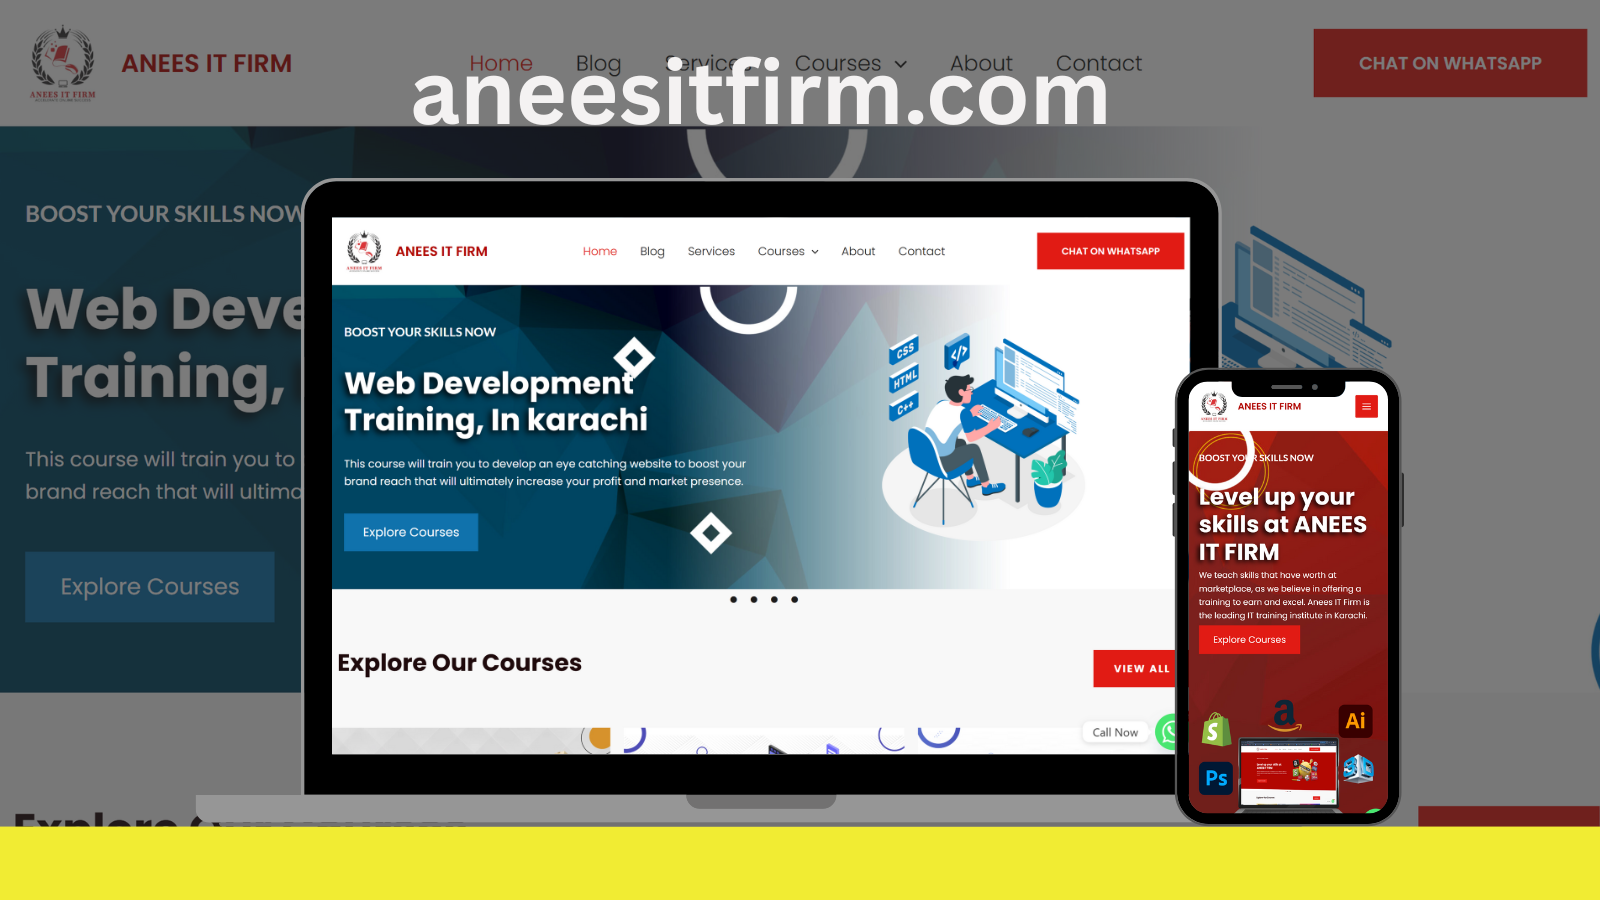 ANEES IT FIRM
ANEES IT FIRM
Home
Blog
Services
Courses
About
Contact
CHAT ON WHATSAPP
aneesitfirm.com
BOOST YOUR SKILLS NOW
Web Deve
Training,
This course will train you to
brand reach that will ultima
Explore Courses
Explore
ANEES IT FIRM
ANEES IT FIRM
Home
Blog
Services
Courses
About
Contact
CHAT ON WHATSAPP
BOOST YOUR SKILLS NOW
Web Development
Training, In karachi
This course will train you to develop an eye catching website to boost your
brand reach that will ultimately increase your profit and market presence.
Explore Courses
CSS
</>
HTML
C++
Explore Our Courses
VIEW ALL
Call Now
ANEES IT FIRM
BOOST YOUR SKILLS NOW
Level up your
skills at ANEES
IT FIRM
We teach skills that have worth at
marketplace, as we believe in offering a
training to earn and excel. Anees IT Firm is
the leading IT training institute in Karachi.
Explore Courses
S
a
Ai
Ps
3D